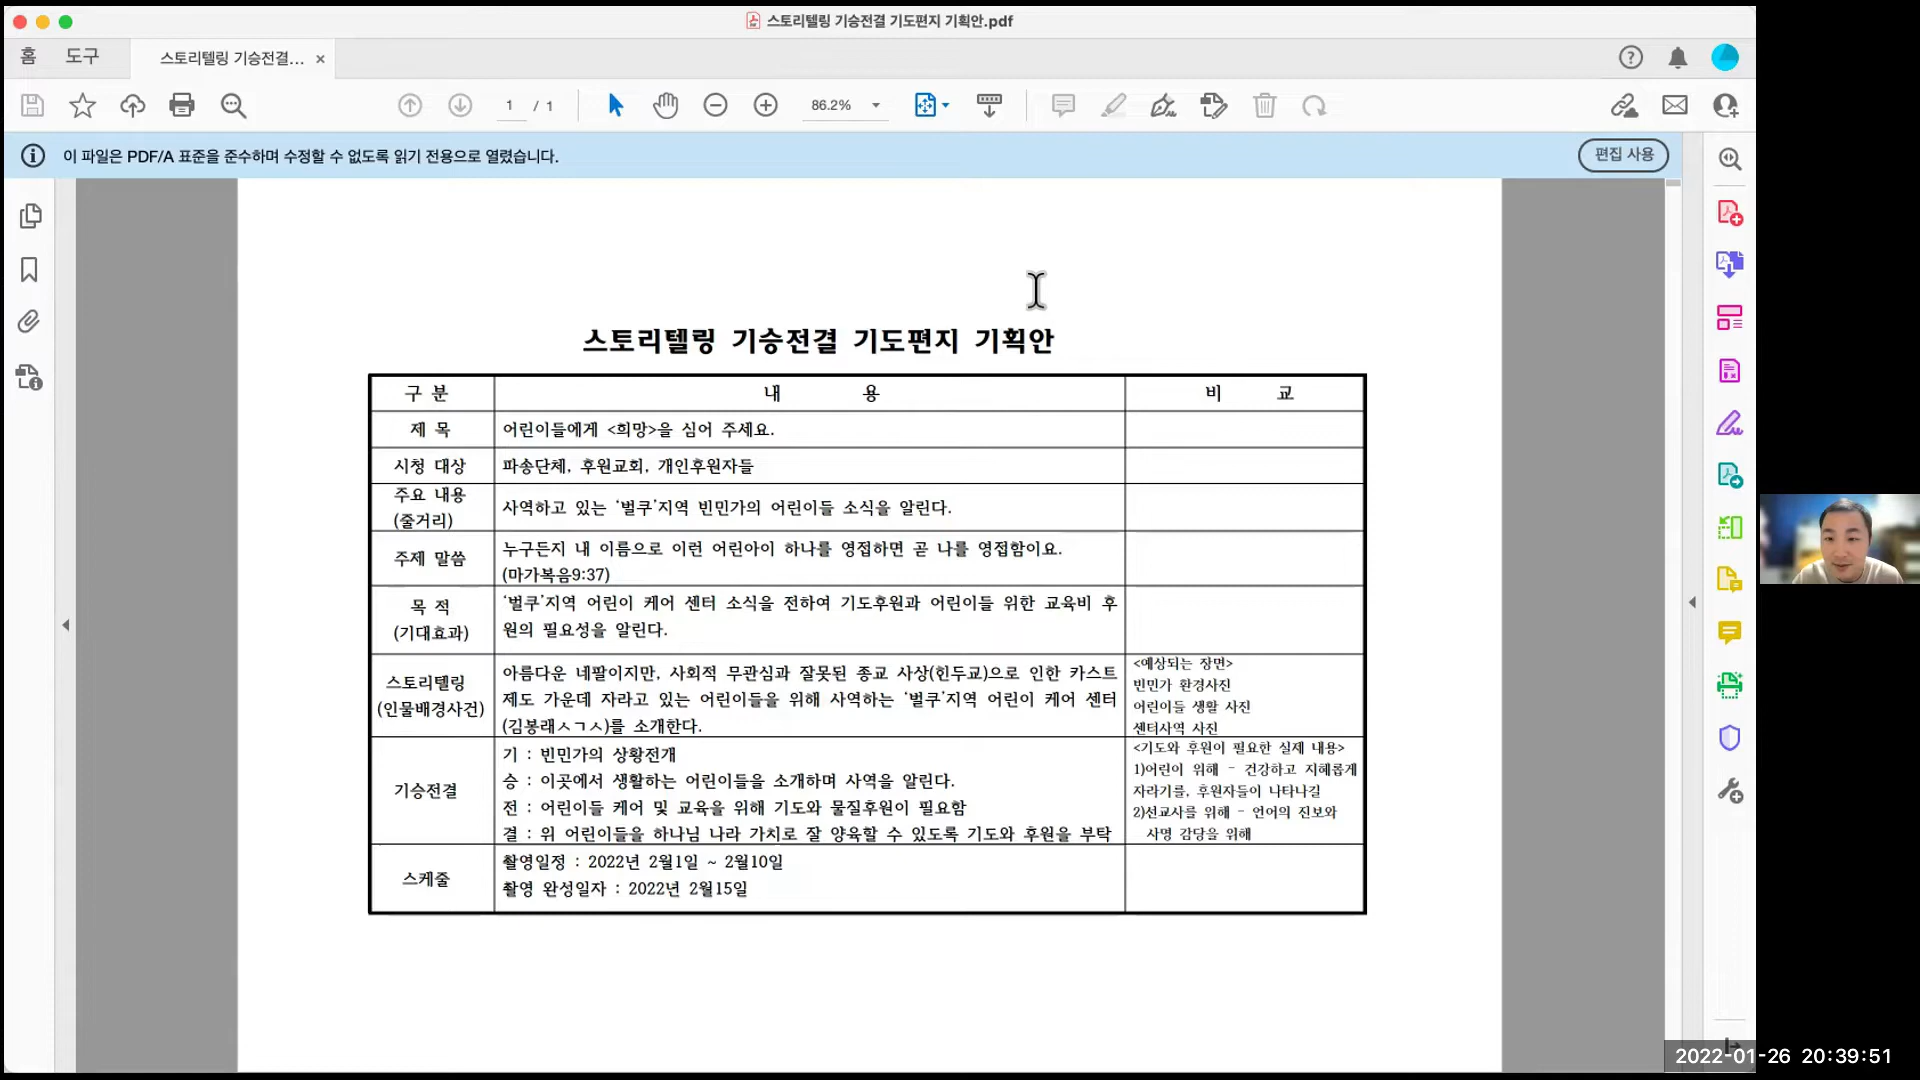 스토리텔링 기승전결 기도편지 기획안.pdf
홈 도구 스토리텔링 기승전결... ×
1 / 1 86.2%
이 파일은 PDF/A 표준을 준수하며 수정할 수 없도록 읽기 전용으로 열렸습니다. 편집 사용
스토리텔링 기승전결 기도편지 기획안
구 분 내 용 비 교
제 목 어린이들에게 <희망>을 심어 주세요.
시청 대상 파송단체, 후원교회, 개인후원자들
주요 내용
(줄거리)
사역하고 있는 '벌쿠'지역 빈민가의 어린이들 소식을 알린다.
주제 말씀
누구든지 내 이름으로 이런 어린아이 하나를 영접하면 곧 나를 영접함이요.
(마가복음9:37)
목 적
(기대효과)
'벌쿠'지역 어린이 케어 센터 소식을 전하여 기도후원과 어린이들 위한 교육비 후
원의 필요성을 알린다.
스토리텔링
(인물배경사건)
아름다운 네팔이지만, 사회적 무관심과 잘못된 종교 사상(힌두교)으로 인한 카스트
제도 가운데 자라고 있는 어린이들을 위해 사역하는 '벌쿠'지역 어린이 케어 센터
(김봉래ㅅㄱㅅ)를 소개한다.
<예상되는 장면>
빈민가 환경사진
어린이들 생활 사진
센터사역 사진
기승전결
기 : 빈민가의 상황전개
승 : 이곳에서 생활하는 어린이들을 소개하며 사역을 알린다.
전 : 어린이들 케어 및 교육을 위해 기도와 물질후원이 필요함
결 : 위 어린이들을 하나님 나라 가치로 잘 양육할 수 있도록 기도와 후원을 부탁
<기도와 후원이 필요한 실제 내용>
1)어린이 위해 - 건강하고 지혜롭게
자라기를, 후원자들이 나타나길
2)선교사를 위해 - 언어의 진보와
사명 감당을 위해
스케줄
촬영일정 : 2022년 2월1일 ~ 2월10일
촬영 완성일자 : 2022년 2월15일
2022-01-26 20:39:51